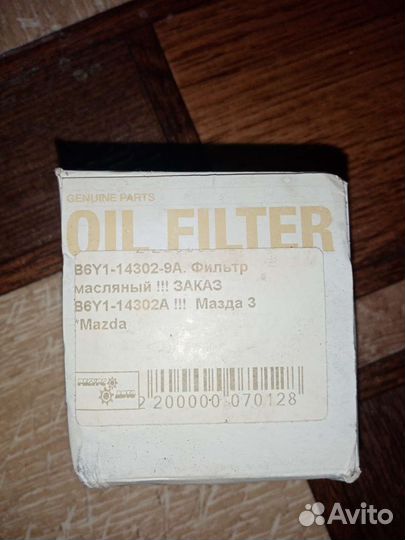 GENUINE PARTS
OIL FILTER
B6Y1-14302-9A. Фильтр
масляный !!! ЗАКАЗ
B6Y1-14302A !!! Мазда 3
*Mazda
2 200000 070128
Avito